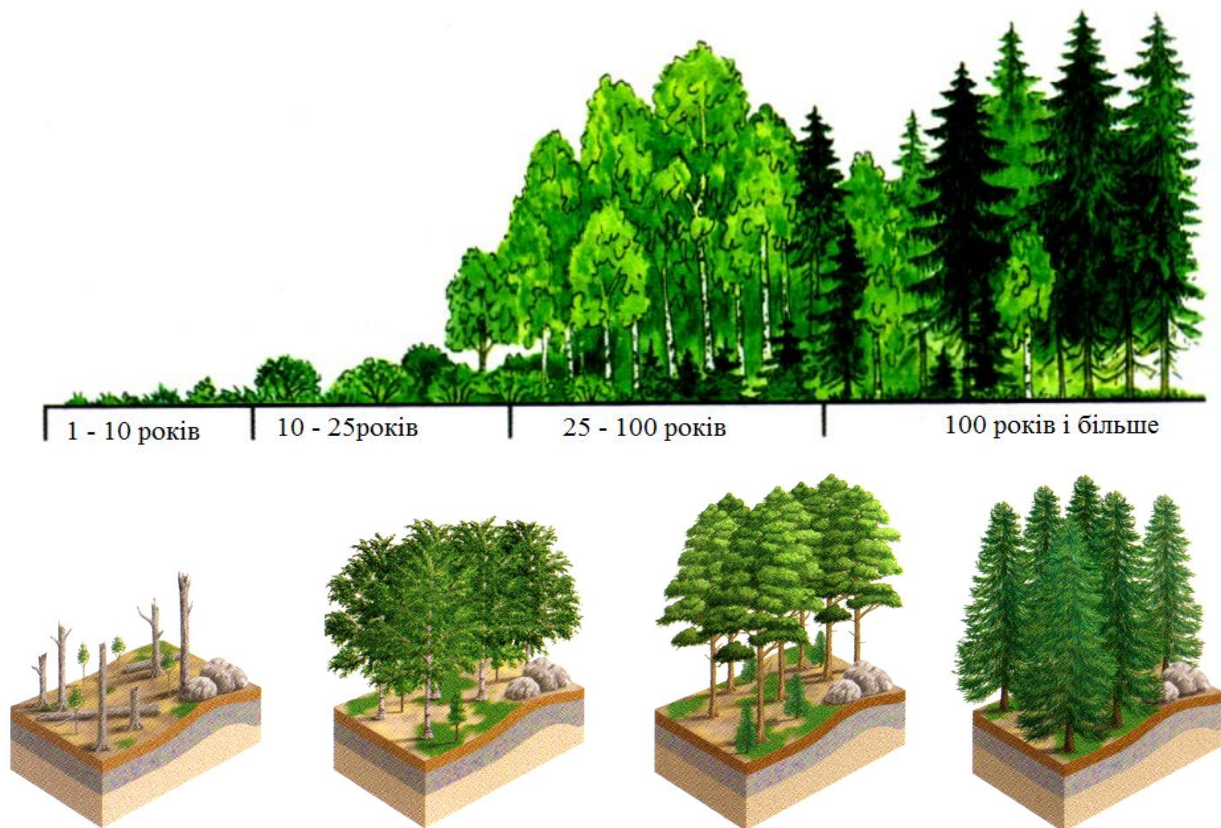 1 - 10 років
10 - 25років
25 - 100 років
100 років і більше